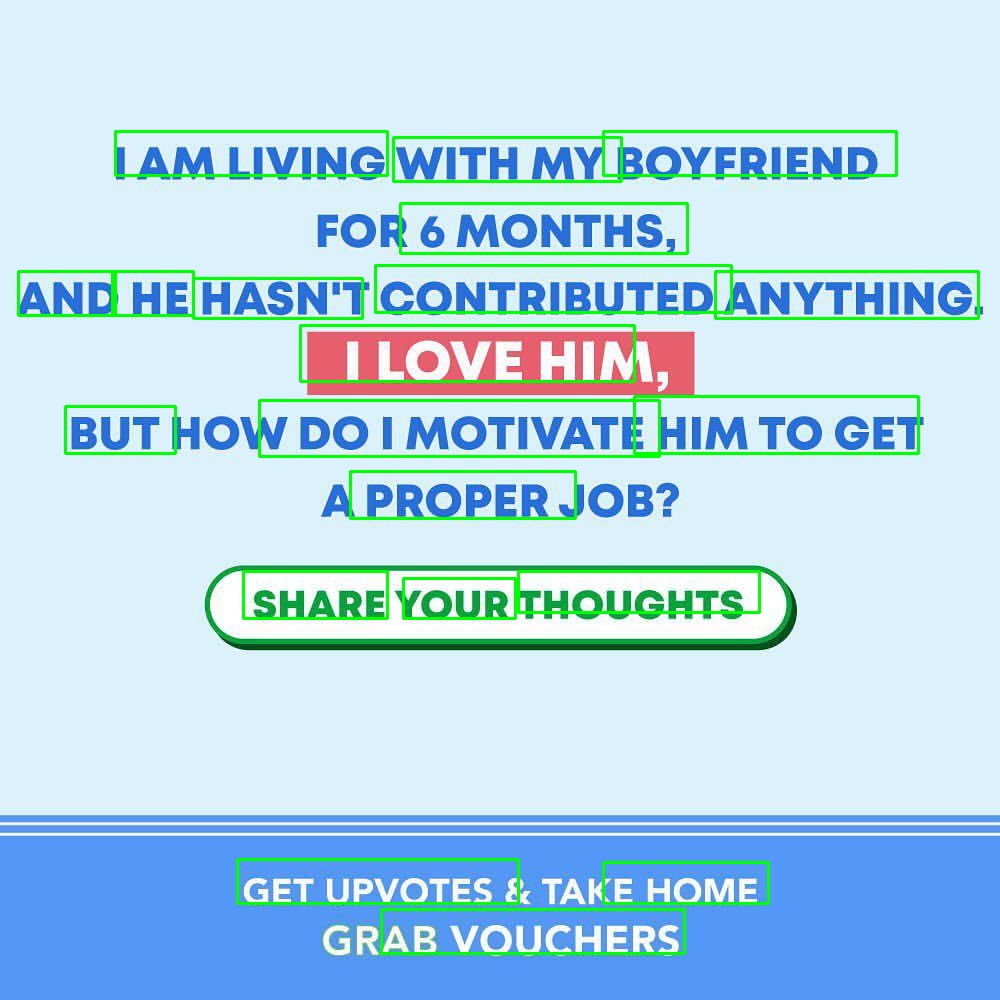 I AM LIVING WITH MY BOYFRIEND
FOR 6 MONTHS,
AND HE HASN'T CONTRIBUTED ANYTHING.
I LOVE HIM,
BUT HOW DO I MOTIVATE HIM TO GET
A PROPER JOB?
SHARE YOUR THOUGHTS
GET UPVOTES & TAKE HOME
GRAB VOUCHERS